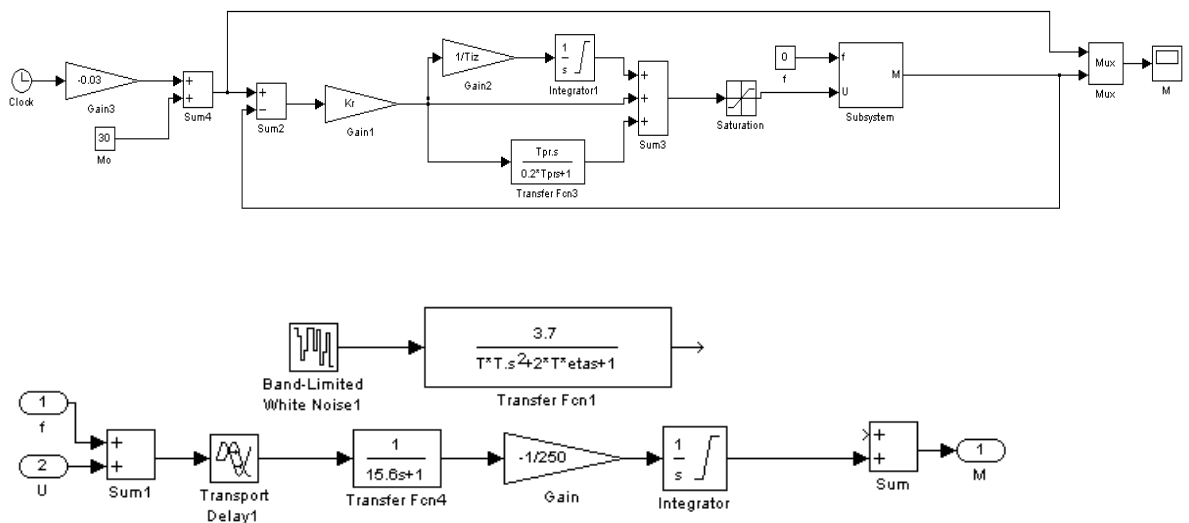 Clock
-0.03
Gain3
30
Mo
+
+
Sum4
+
−
Sum2
Kr
Gain1
1/Tiz
Gain2
1
s
Integrator1
Tpr.s
0.2*Tprs+1
Transfer Fcn3
+
+
+
Sum3
Saturation
0
f
f
U
M
Subsystem
Mux
Mux
M
Band-Limited
White Noise1
3.7
T*T.s2+2*T*etas+1
Transfer Fcn1
1
f
2
U
+
+
Sum1
Transport
Delay1
1
15.6s+1
Transfer Fcn4
-1/250
Gain
1
s
Integrator
+
+
Sum
1
M